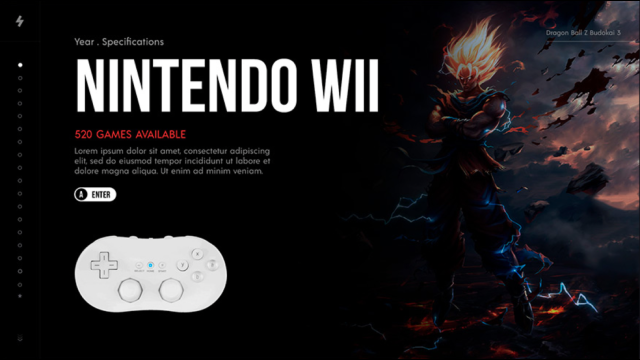 Year . Specifications
Dragon Ball Z Budokai 3
NINTENDO WII
520 GAMES AVAILABLE
Lorem ipsum dolor sit amet, consectetur adipiscing
elit, sed do eiusmod tempor incididunt ut labore et
dolore magna aliqua. Ut enim ad minim veniam.
A ENTER